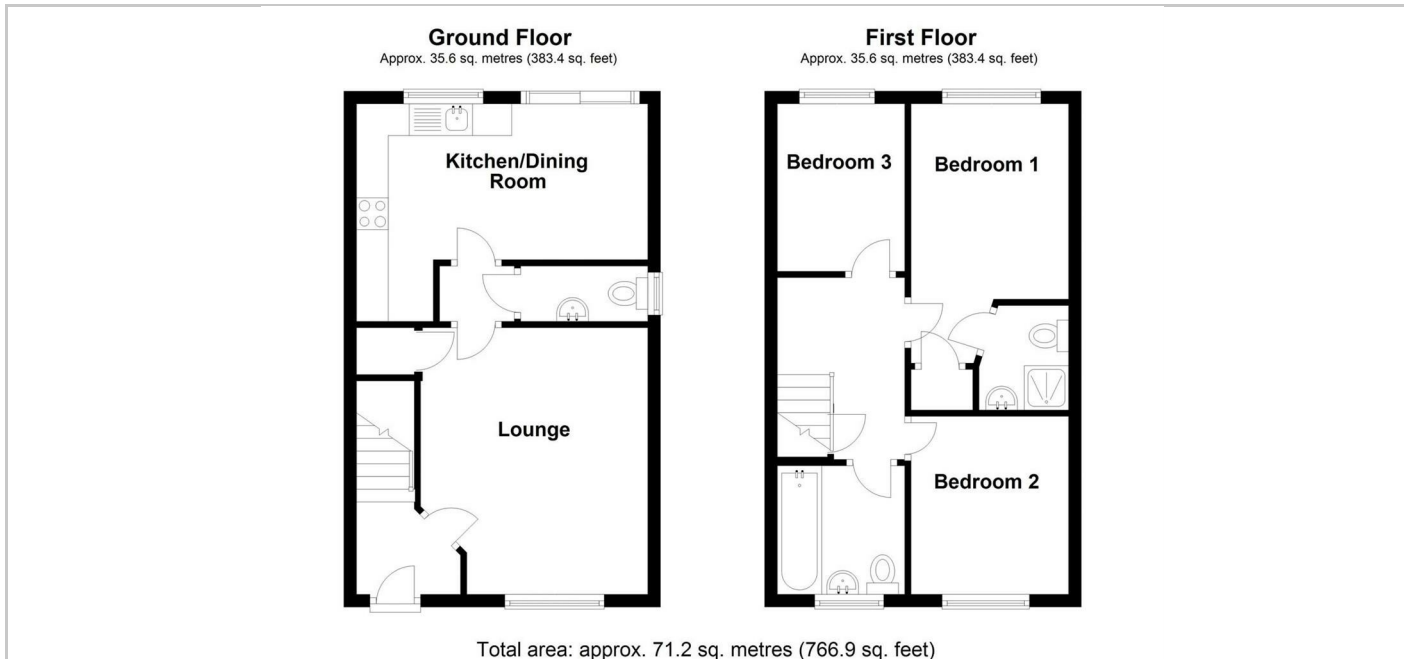 Ground Floor
Approx. 35.6 sq. metres (383.4 sq. feet)
Kitchen/Dining
Room
Lounge
First Floor
Approx. 35.6 sq. metres (383.4 sq. feet)
Bedroom 3
Bedroom 1
Bedroom 2
Total area: approx. 71.2 sq. metres (766.9 sq. feet)